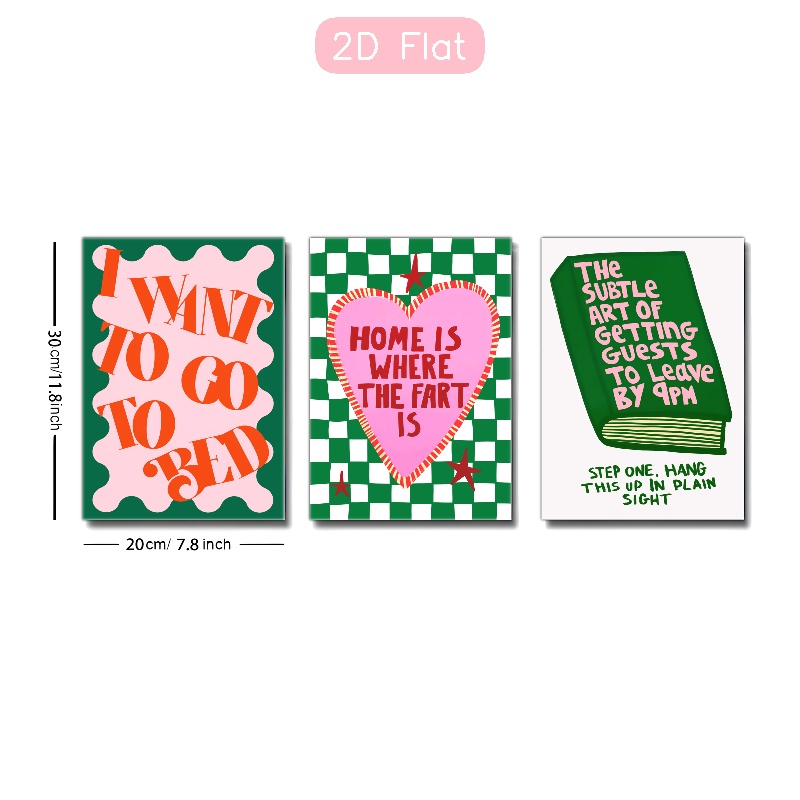 2D Flat
I
WANT
TO GO
TO
BED
HOME IS
WHERE
THE FART
IS
THE
SUBTLE
ART OF
GETTING
GUESTS
TO LEAVE
BY 9PM
STEP ONE, HANG
THIS UP IN PLAIN
SIGHT
30cm/11.8inch
20cm/ 7.8 inch